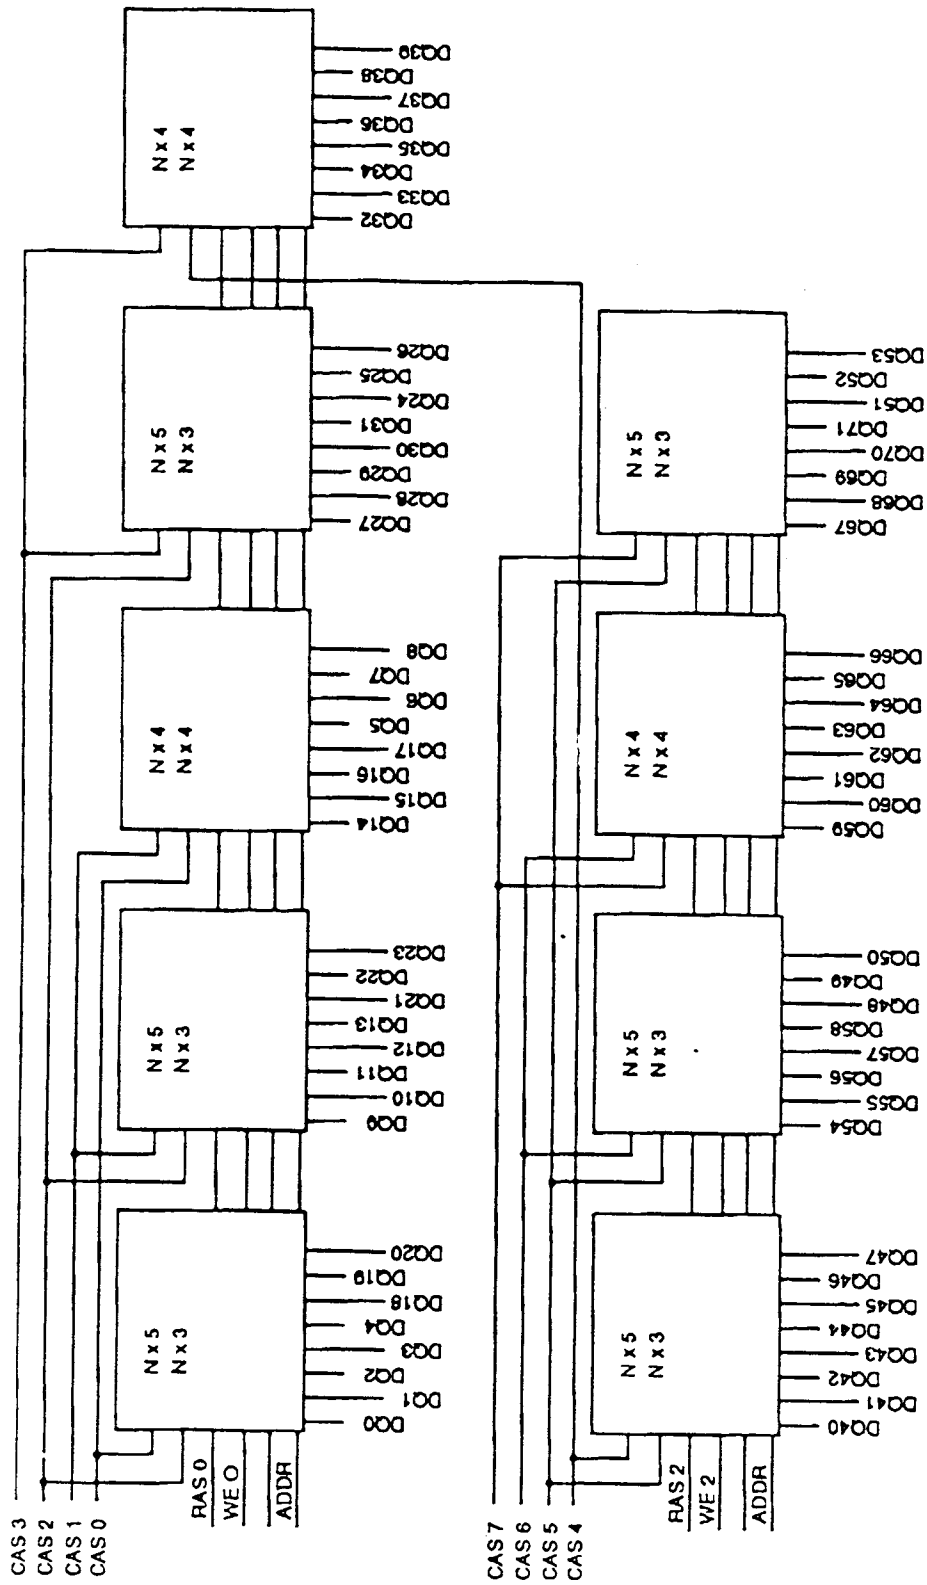 CAS 3
CAS 2
CAS 1
CAS 0
RAS 0
WE O
ADDR
N x 5
N x 3
DQ0
DQ1
DQ2
DQ3
DQ4
DQ18
DQ19
DQ20
N x 5
N x 3
DQ9
DQ10
DQ11
DQ12
DQ13
DQ21
DQ22
DQ23
N x 4
N x 4
DQ14
DQ15
DQ16
DQ17
DQ5
DQ6
DQ7
DQ8
N x 5
N x 3
DQ27
DQ28
DQ29
DQ30
DQ31
DQ24
DQ25
DQ26
N x 4
N x 4
DQ32
DQ33
DQ34
DQ35
DQ36
DQ37
DQ38
DQ39
CAS 7
CAS 6
CAS 5
CAS 4
RAS 2
WE 2
ADDR
N x 5
N x 3
DQ40
DQ41
DQ42
DQ43
DQ44
DQ45
DQ46
DQ47
N x 5
N x 3
DQ54
DQ55
DQ56
DQ57
DQ58
DQ48
DQ49
DQ50
N x 4
N x 4
DQ59
DQ60
DQ61
DQ62
DQ63
DQ64
DQ65
DQ66
N x 5
N x 3
DQ67
DQ68
DQ69
DQ70
DQ71
DQ51
DQ52
DQ53